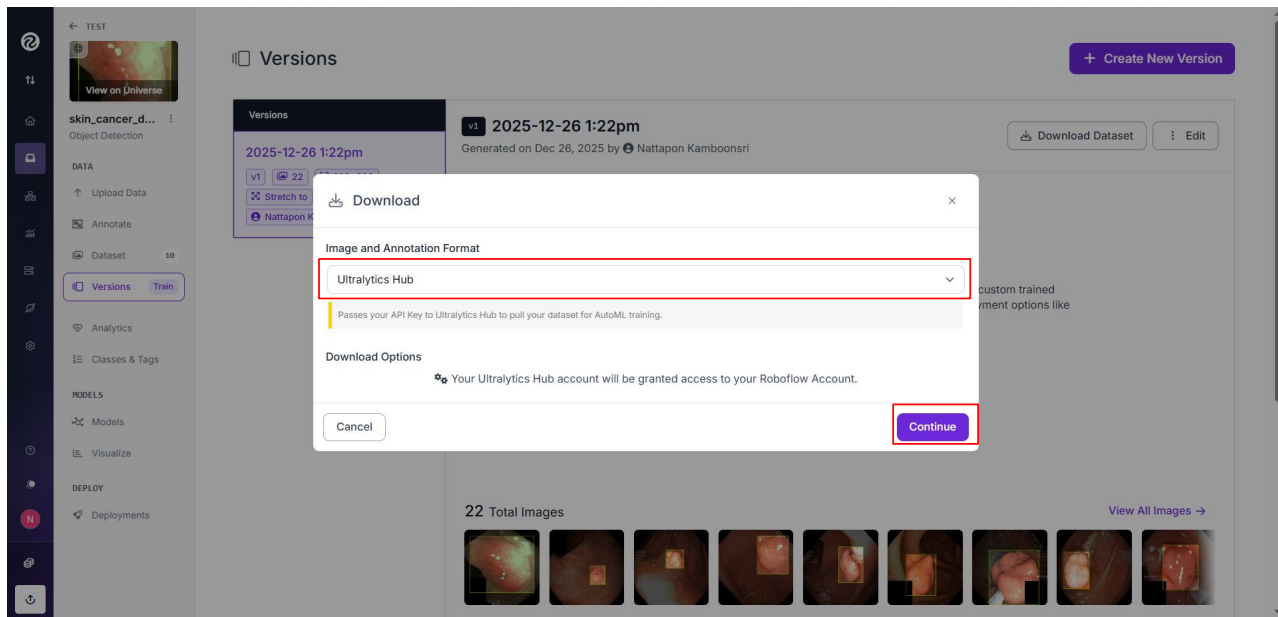 ← TEST
View on Universe
skin_cancer_d...
Object Detection
DATA
Upload Data
Annotate
Dataset 10
Versions Train
Analytics
Classes & Tags
MODELS
Models
Visualize
DEPLOY
Deployments
N
Versions
+ Create New Version
Versions
2025-12-26 1:22pm
v1 22
Stretch to
Nattapon K
v1 2025-12-26 1:22pm
Generated on Dec 26, 2025 by Nattapon Kamboonsri
Download Dataset
Edit
Download
×
Image and Annotation Format
Ultralytics Hub
Passes your API Key to Ultralytics Hub to pull your dataset for AutoML training.
Download Options
Your Ultralytics Hub account will be granted access to your Roboflow Account.
Cancel
Continue
custom trained
yment options like
22 Total Images
View All Images →